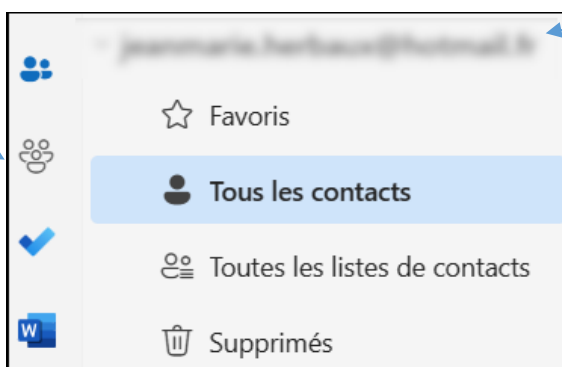 Favoris
Tous les contacts
Toutes les listes de contacts
Supprimés
W